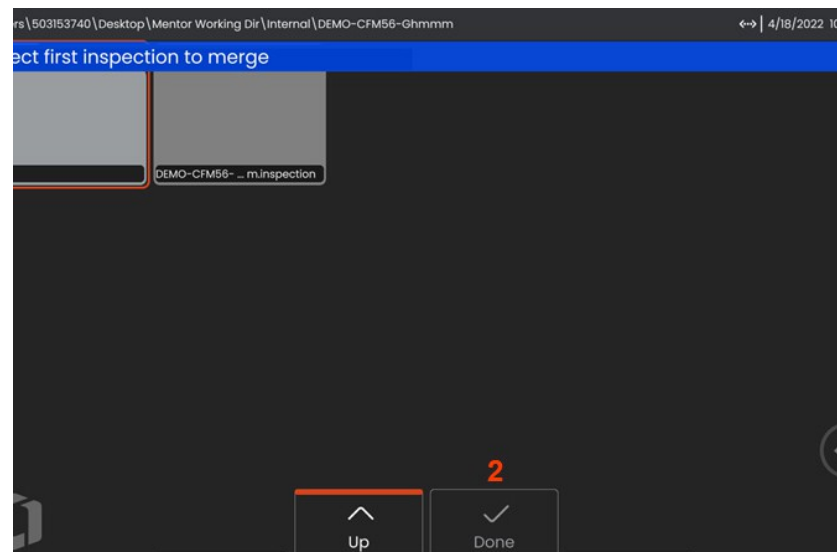 rs\503153740\Desktop\Mentor Working Dir\Internal\DEMO-CFM56-Ghmmm
4/18/2022 10
ect first inspection to merge
DEMO-CFM56- ... m.inspection
2
Up
Done